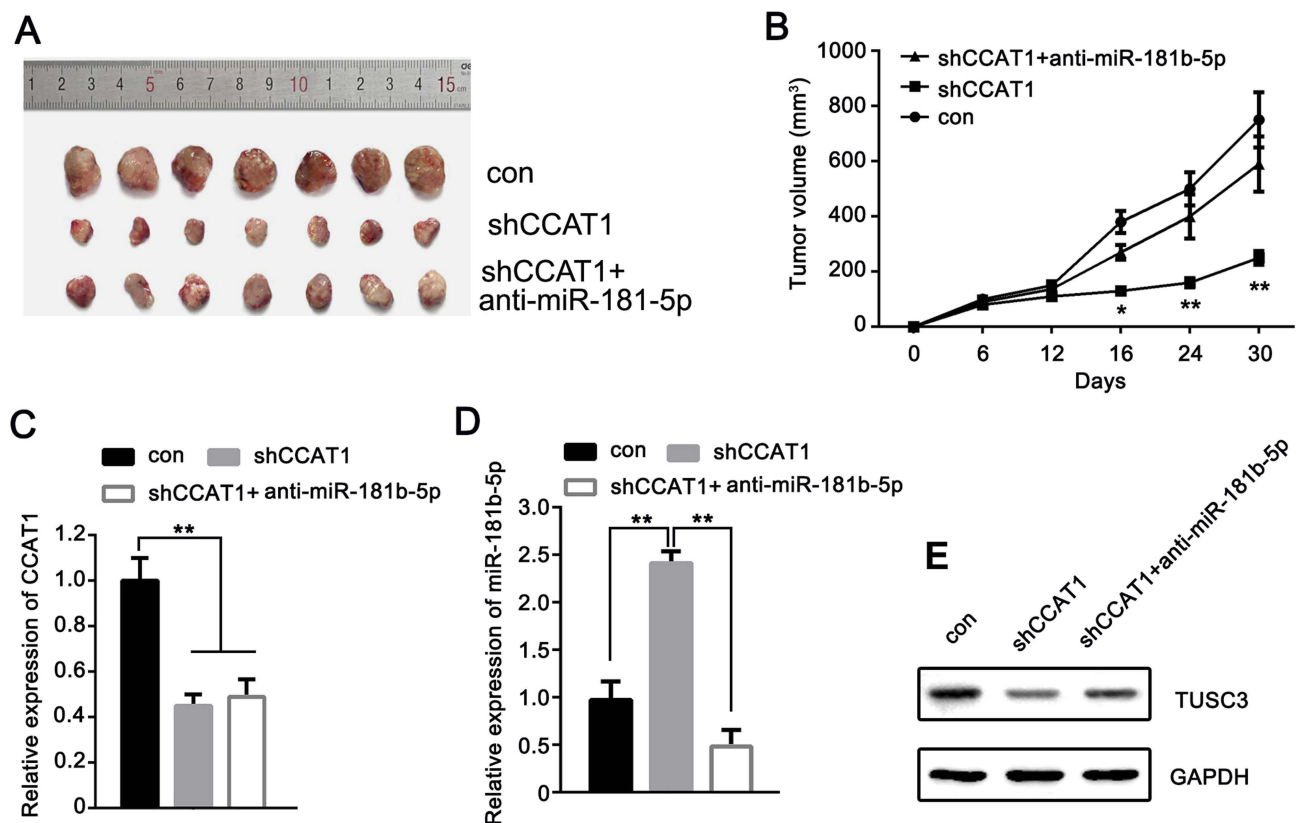 A
1 2 3 4 5 6 7 8 9 10 1 2 3 4 15 cm
con
shCCAT1
shCCAT1+
anti-miR-181-5p
B
Tumor volume (mm³)
1000
800
600
400
200
0
shCCAT1+anti-miR-181b-5p
shCCAT1
con
* ** **
0 6 12 16 24 30
Days
C
con shCCAT1
shCCAT1+ anti-miR-181b-5p
Relative expression of CCAT1
1.2
1.0
0.8
0.6
0.4
0.2
0
**
D
con shCCAT1
shCCAT1+ anti-miR-181b-5p
Relative expression of miR-181b-5p
3.0
2.5
2.0
1.5
1.0
0.5
0
** **
E
con
shCCAT1
shCCAT1+anti-miR-181b-5p
TUSC3
GAPDH